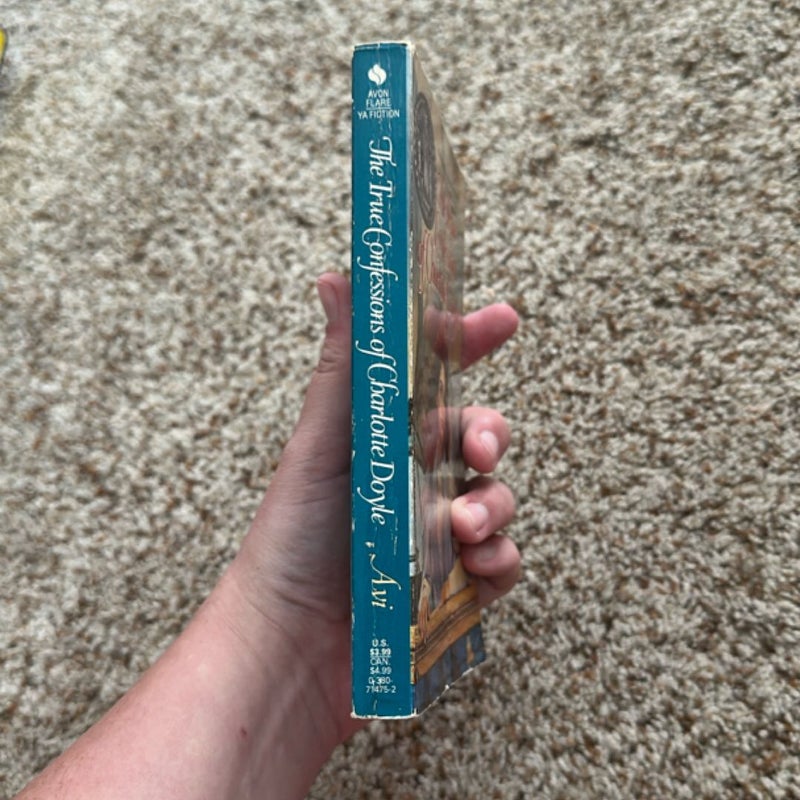 AVON
FLARE
YA FICTION
The True Confessions of Charlotte Doyle
Avi
U.S.
$3.99
CAN.
$4.99
0-380-
71475-2